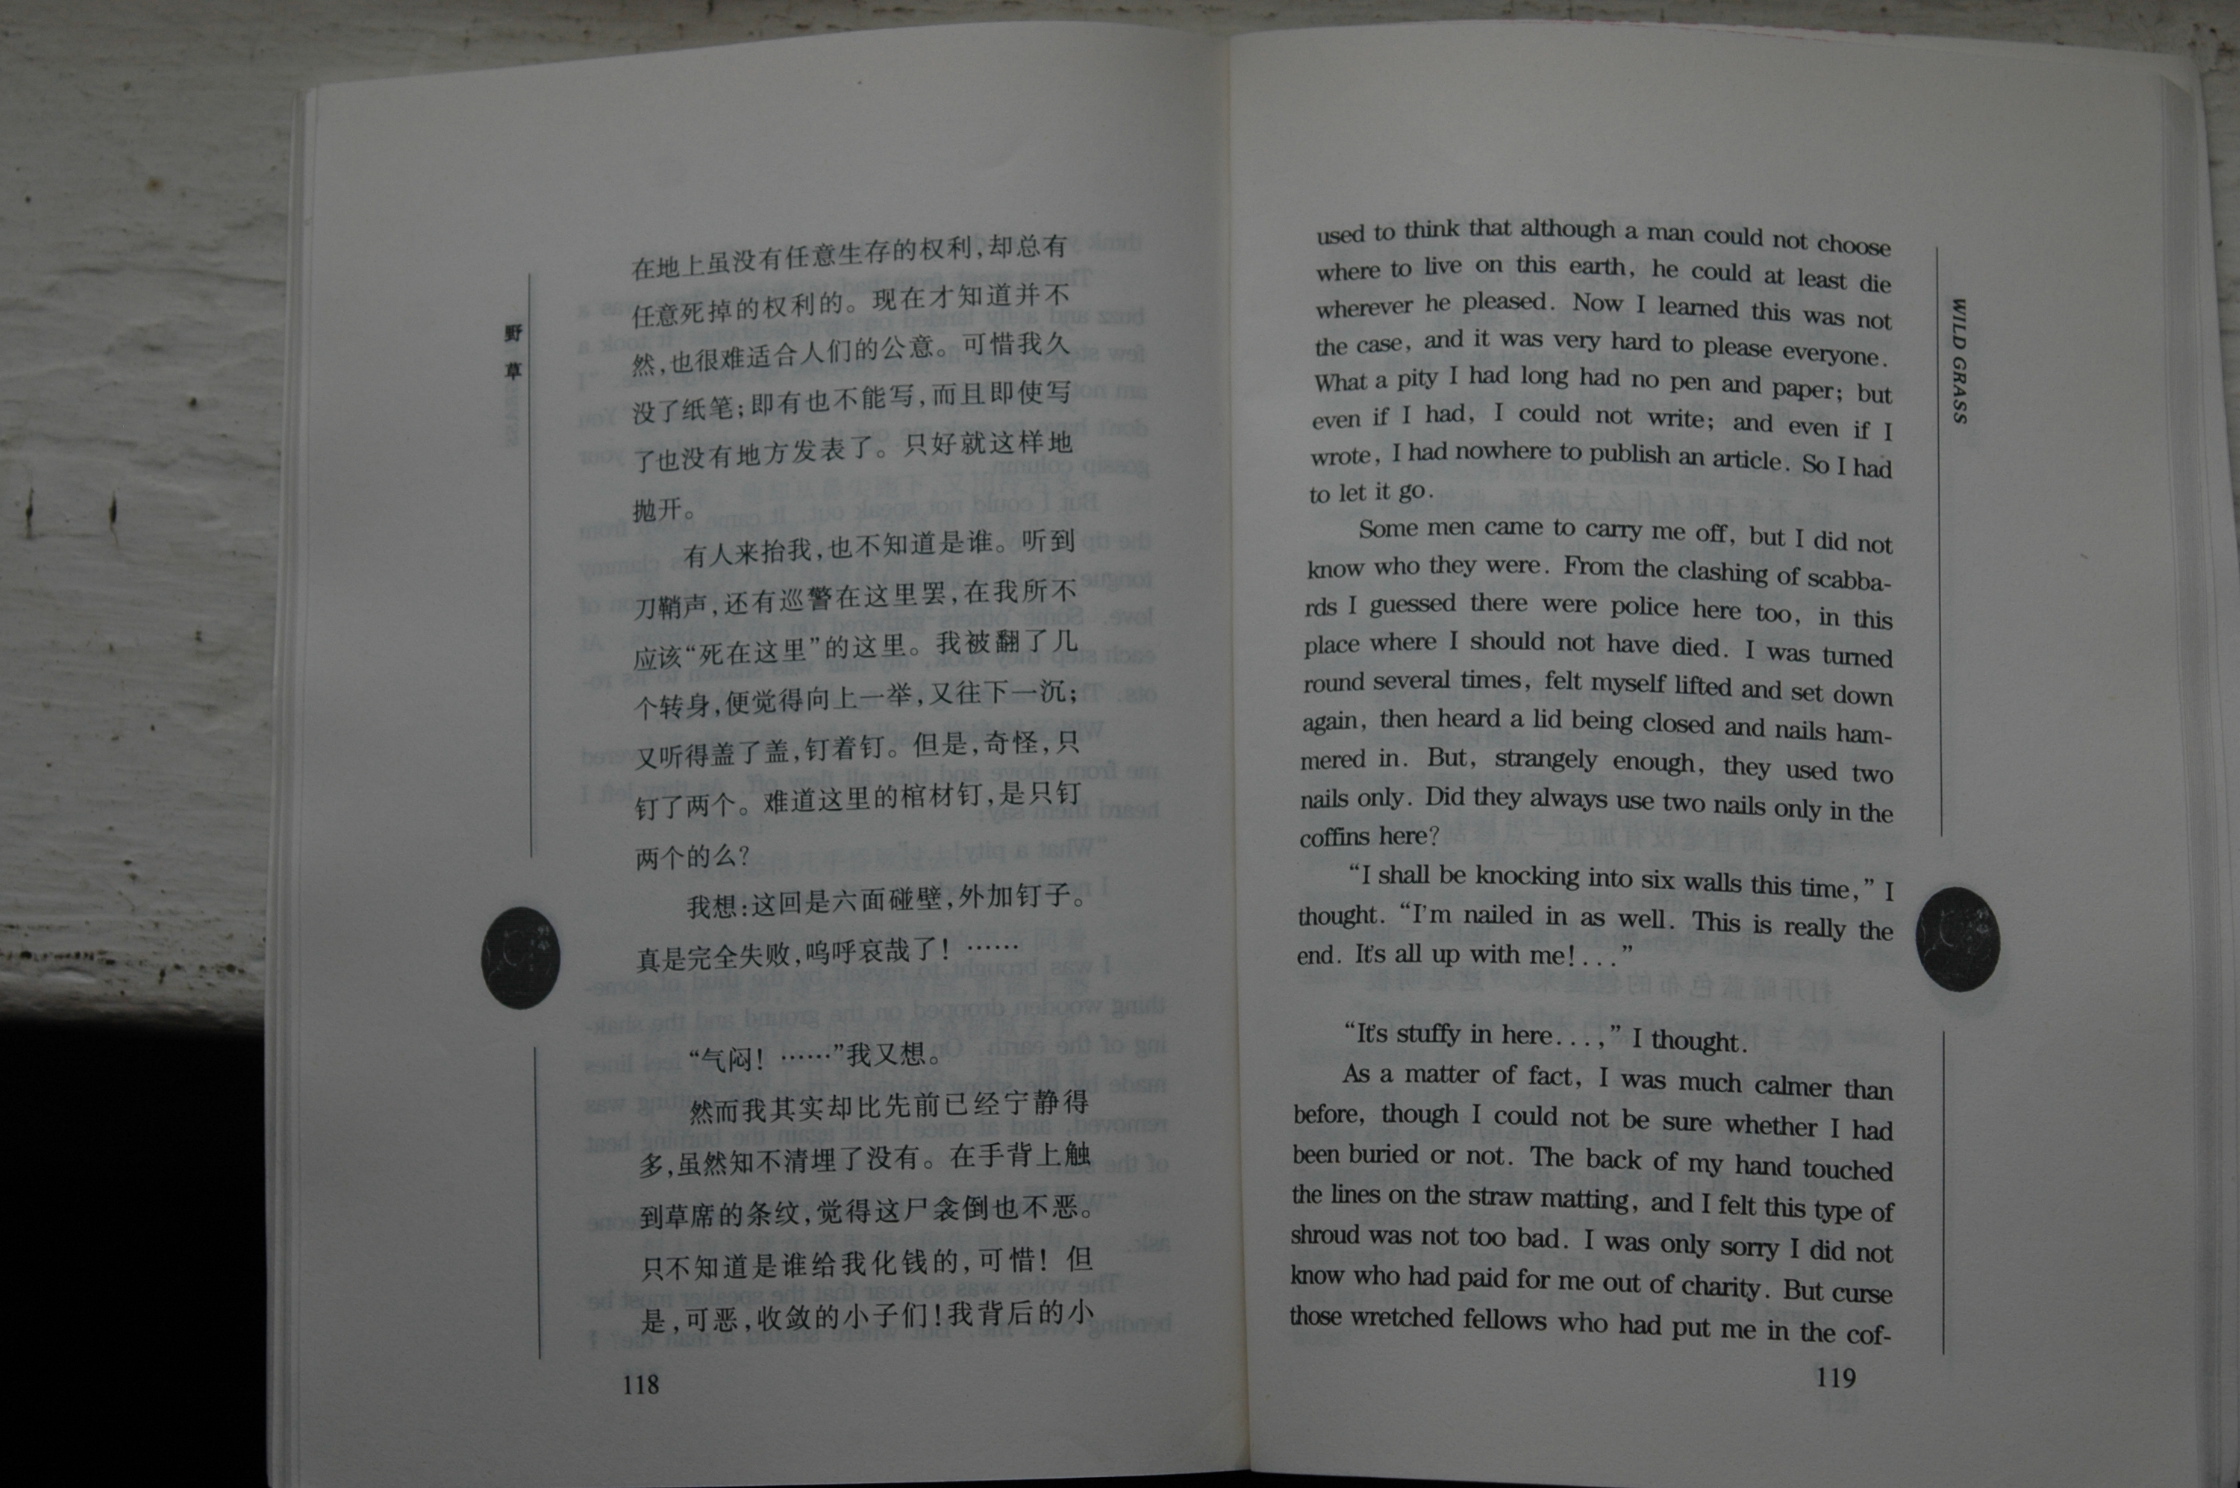 野草
在地上虽没有任意生存的权利,却总有
任意死掉的权利的。现在才知道并不
然,也很难适合人们的公意。可惜我久
没了纸笔;即有也不能写,而且即使写
了也没有地方发表了。只好就这样地
抛开。
有人来抬我,也不知道是谁。听到
刀鞘声,还有巡警在这里罢,在我所不
应该“死在这里”的这里。我被翻了几
个转身,便觉得向上一举,又往下一沉;
又听得盖了盖,钉着钉。但是,奇怪,只
钉了两个。难道这里的棺材钉,是只钉
两个的么?
我想:这回是六面碰壁,外加钉子。
真是完全失败,呜呼哀哉了!……
“气闷!……”我又想。
然而我其实却比先前已经宁静得
多,虽然知不清埋了没有。在手背上触
到草席的条纹,觉得这尸衾倒也不恶。
只不知道是谁给我化钱的,可惜!但
是,可恶,收敛的小子们!我背后的小
118
used to think that although a man could not choose
where to live on this earth, he could at least die
wherever he pleased. Now I learned this was not
the case, and it was very hard to please everyone.
What a pity I had long had no pen and paper; but
even if I had, I could not write; and even if I
wrote, I had nowhere to publish an article. So I had
to let it go.
Some men came to carry me off, but I did not
know who they were. From the clashing of scabba-
rds I guessed there were police here too, in this
place where I should not have died. I was turned
round several times, felt myself lifted and set down
again, then heard a lid being closed and nails ham-
mered in. But, strangely enough, they used two
nails only. Did they always use two nails only in the
coffins here?
“I shall be knocking into six walls this time,” I
thought. “I'm nailed in as well. This is really the
end. It's all up with me!...”
“It's stuffy in here...,” I thought.
As a matter of fact, I was much calmer than
before, though I could not be sure whether I had
been buried or not. The back of my hand touched
the lines on the straw matting, and I felt this type of
shroud was not too bad. I was only sorry I did not
know who had paid for me out of charity. But curse
those wretched fellows who had put me in the cof-
119
WILD GRASS